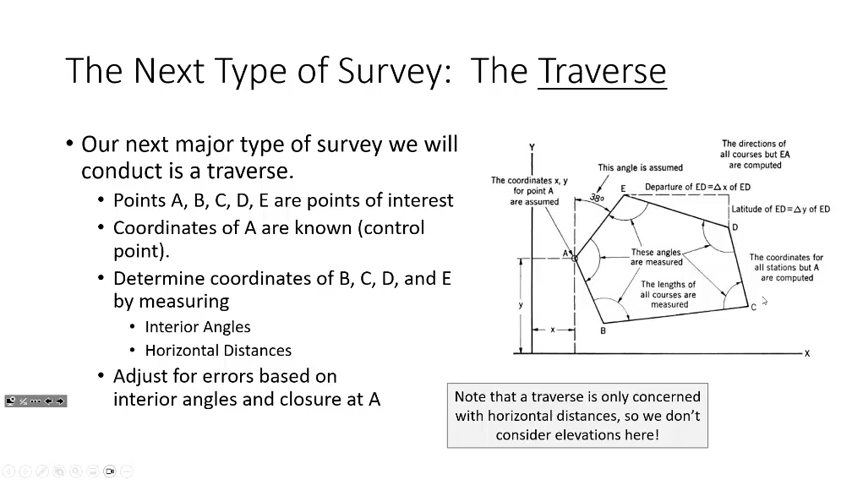 The Next Type of Survey:  The Traverse
• Our next major type of survey we will
conduct is a traverse.
• Points A, B, C, D, E are points of interest
• Coordinates of A are known (control
point).
• Determine coordinates of B, C, D, and E
by measuring
• Interior Angles
• Horizontal Distances
• Adjust for errors based on
interior angles and closure at A
Y
The directions of
all courses but EA
are computed
This angle is assumed
The coordinates x, y
for point A
are assumed
E
Departure of ED=Δx of ED
38°
Latitude of ED=Δy of ED
D
A
These angles
are measured
The coordinates for
all stations but A
are computed
The lengths of
all courses are
measured
y
C
x
B
X
Note that a traverse is only concerned
with horizontal distances, so we don't
consider elevations here!